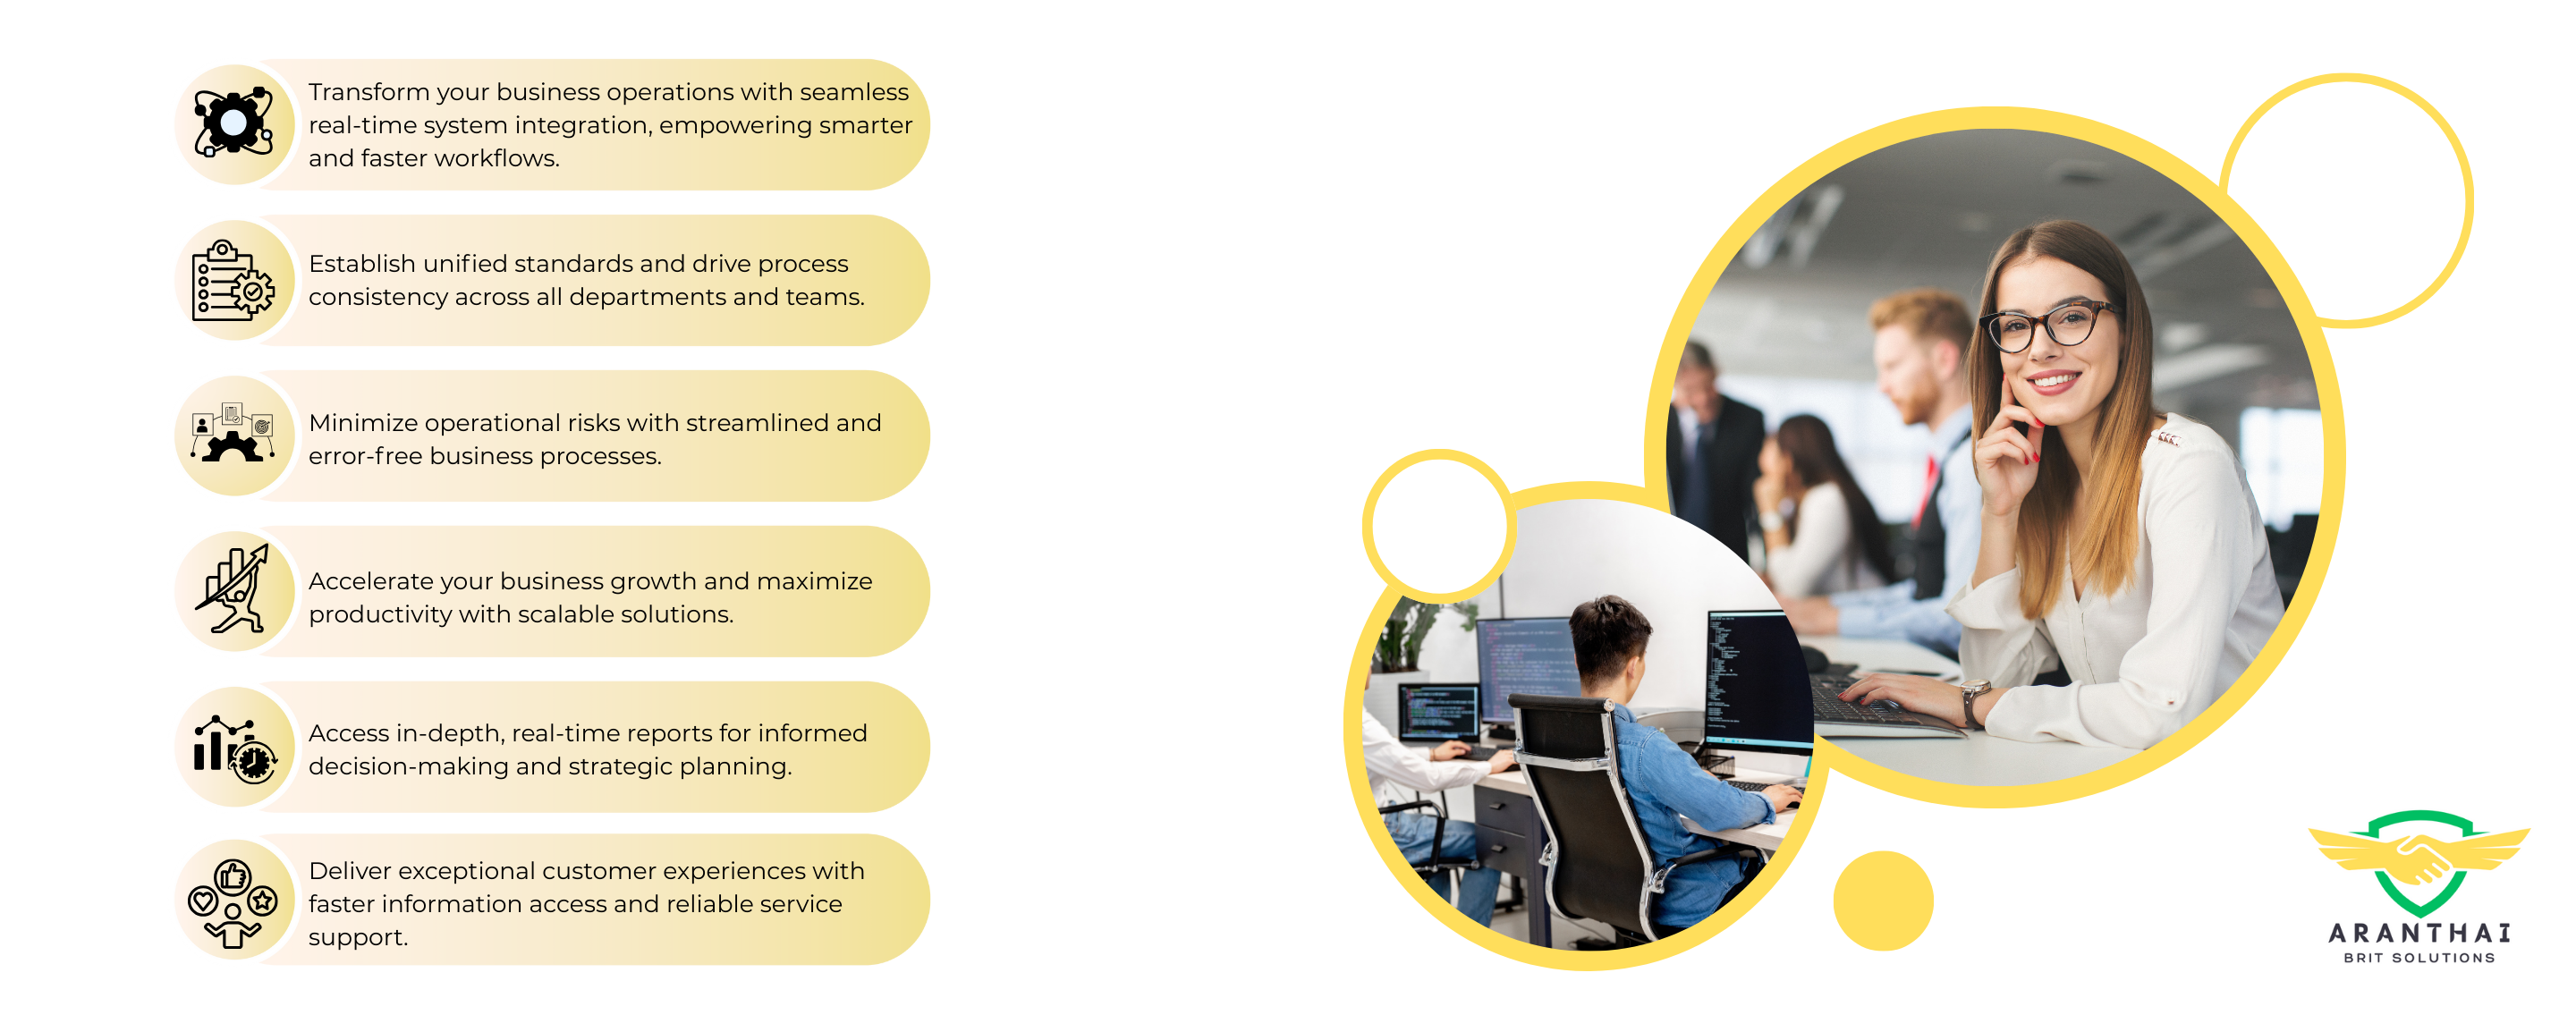 Transform your business operations with seamless
real-time system integration, empowering smarter
and faster workflows.
Establish unified standards and drive process
consistency across all departments and teams.
Minimize operational risks with streamlined and
error-free business processes.
Accelerate your business growth and maximize
productivity with scalable solutions.
Access in-depth, real-time reports for informed
decision-making and strategic planning.
Deliver exceptional customer experiences with
faster information access and reliable service
support.
ARANTHAI
BRIT SOLUTIONS